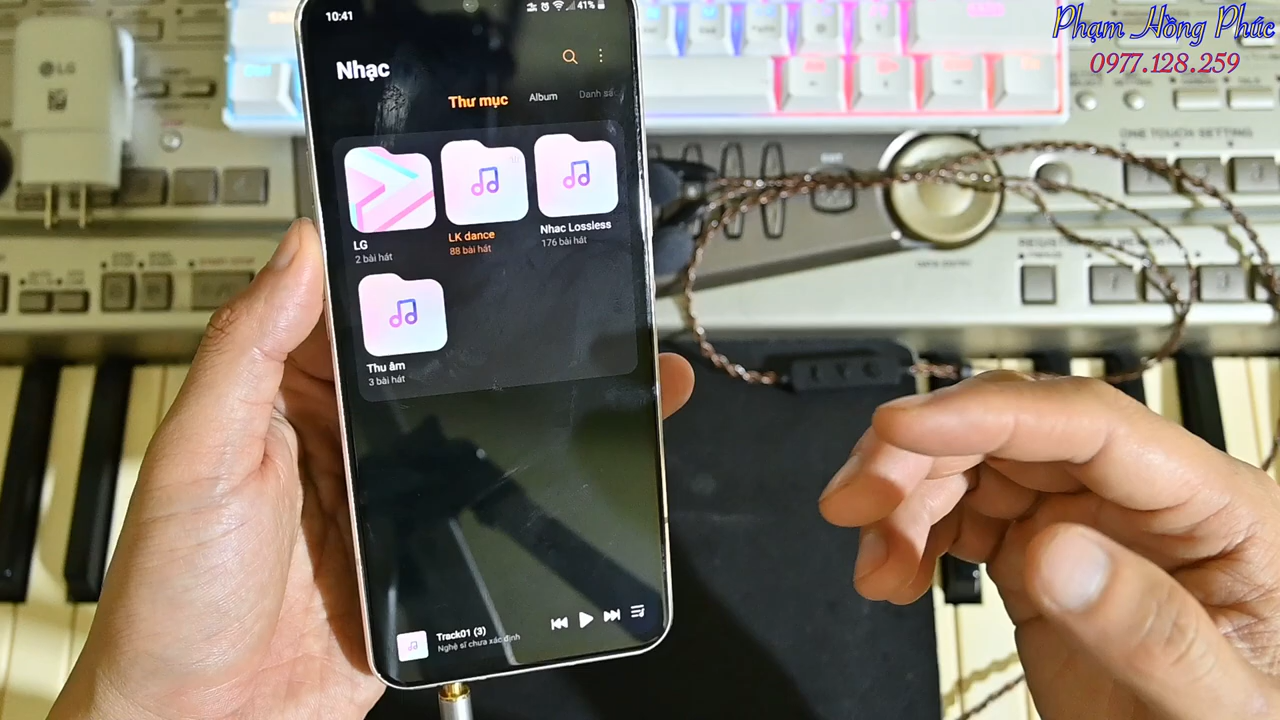 Phạm Hồng Phúc
0977.128.259
10:41
41%
Nhạc
Thư mục
Album
Danh sá
LG
2 bài hát
LK dance
88 bài hát
Nhac Lossless
176 bài hát
Thu âm
3 bài hát
Track01 (3)
Nghệ sĩ chưa xác định
LG
ONE TOUCH SETTING